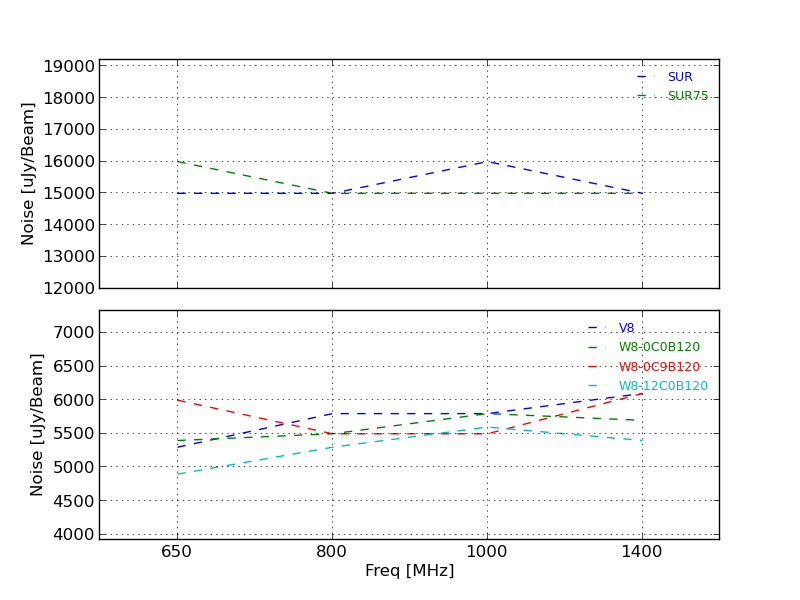 19000
18000
17000
16000
15000
14000
13000
12000
Noise [uJy/Beam]
SUR
SUR75
7000
6500
6000
5500
5000
4500
4000
Noise [uJy/Beam]
V8
W8-0C0B120
W8-0C9B120
W8-12C0B120
650 800 1000 1400
Freq [MHz]